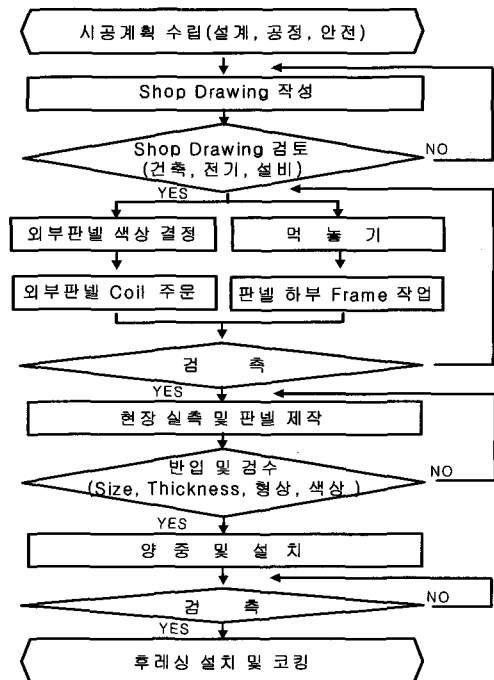 시공계획 수립(설계, 공정, 안전)
Shop Drawing 작성
Shop Drawing 검토
(건축, 전기, 설비)
NO
YES
외부판넬 색상 결정
먹 놓 기
외부판넬 Coil 주문
판넬 하부 Frame 작업
검 측
YES
현장 실측 및 판넬 제작
반입 및 검수
(Size, Thickness, 형상, 색상)
NO
YES
양 중 및 설 치
검 측
NO
YES
후레싱 설치 및 코킹